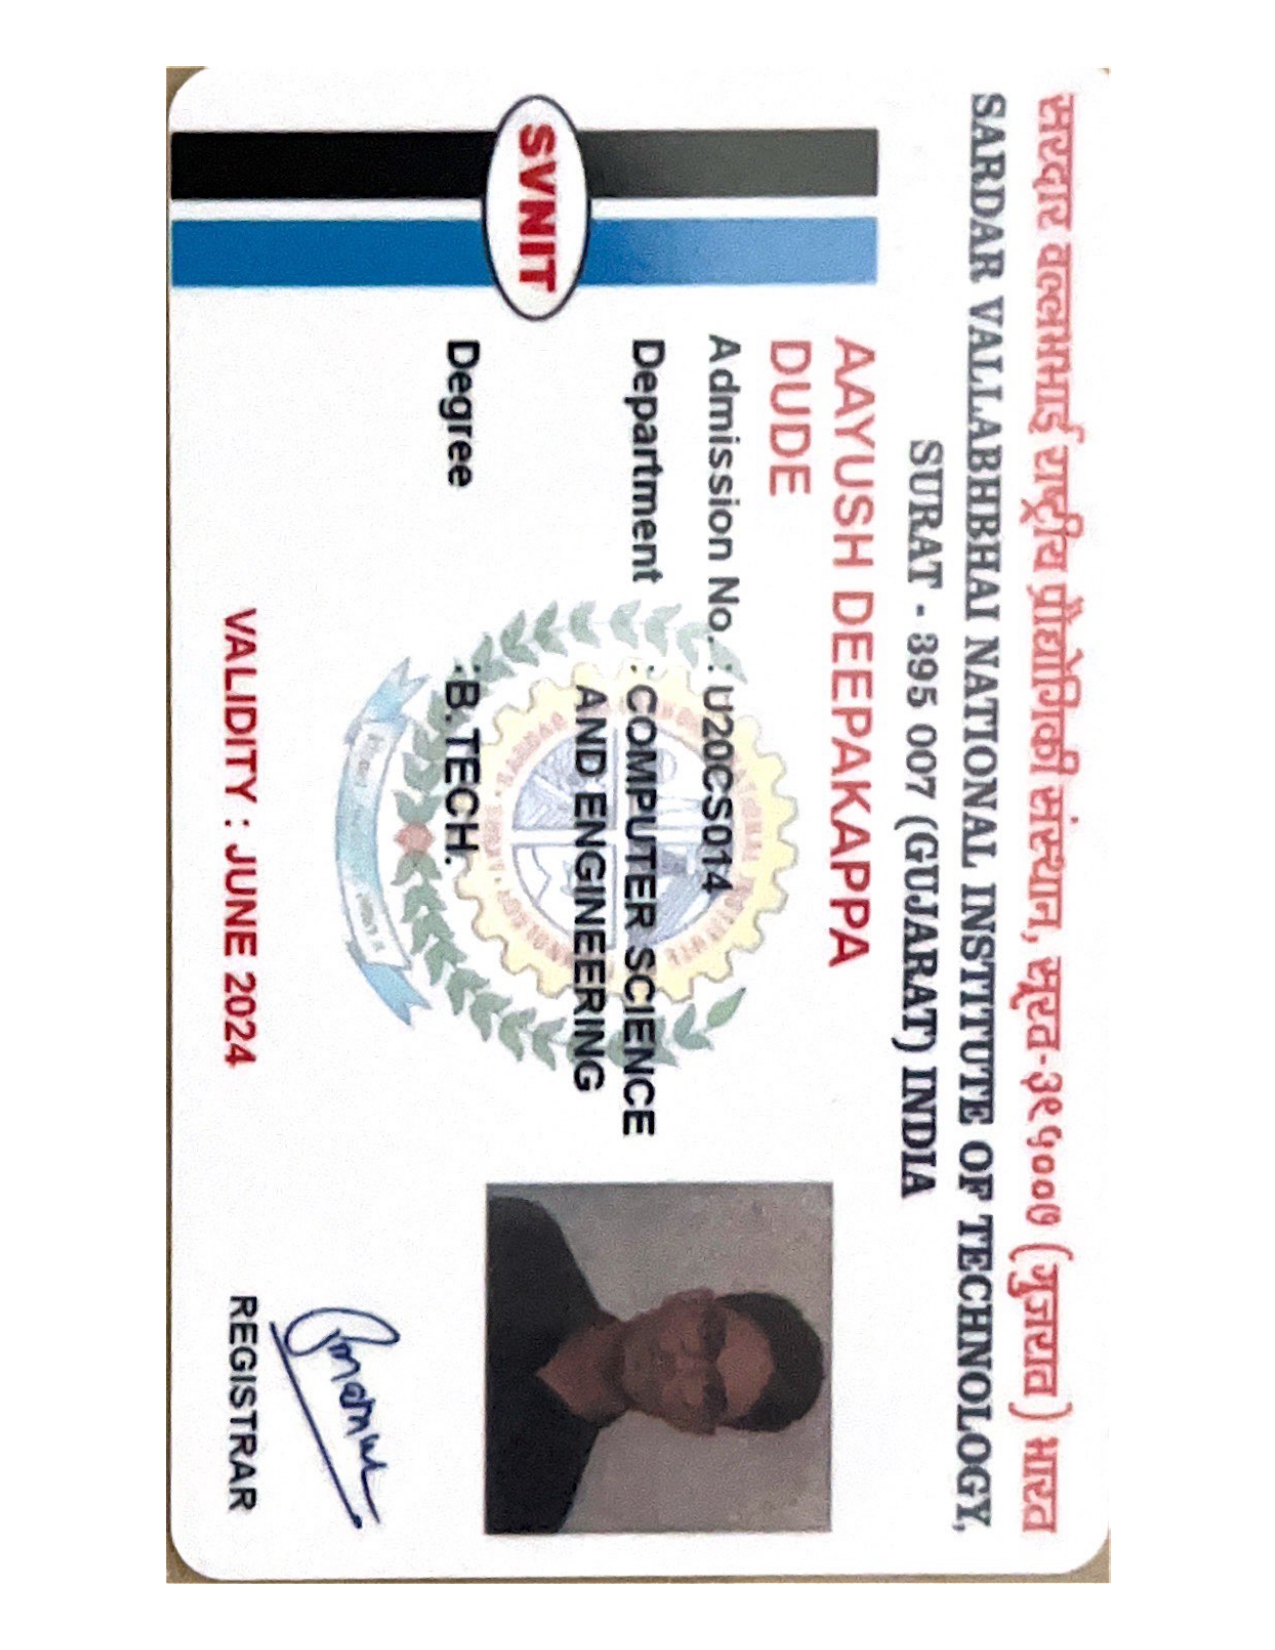 सरदार वल्लभभाई राष्ट्रीय प्रौद्योगिकी संस्थान, सूरत-३९५००७ (गुजरात) भारत
SARDAR VALLABHBHAI NATIONAL INSTITUTE OF TECHNOLOGY,
SURAT - 395 007 (GUJARAT) INDIA
SVNIT
AAYUSH DEEPAKAPPA
DUDE
Admission No. : U20CS014
Department : COMPUTER SCIENCE
AND ENGINEERING
Degree : B. TECH.
VALIDITY : JUNE 2024
REGISTRAR